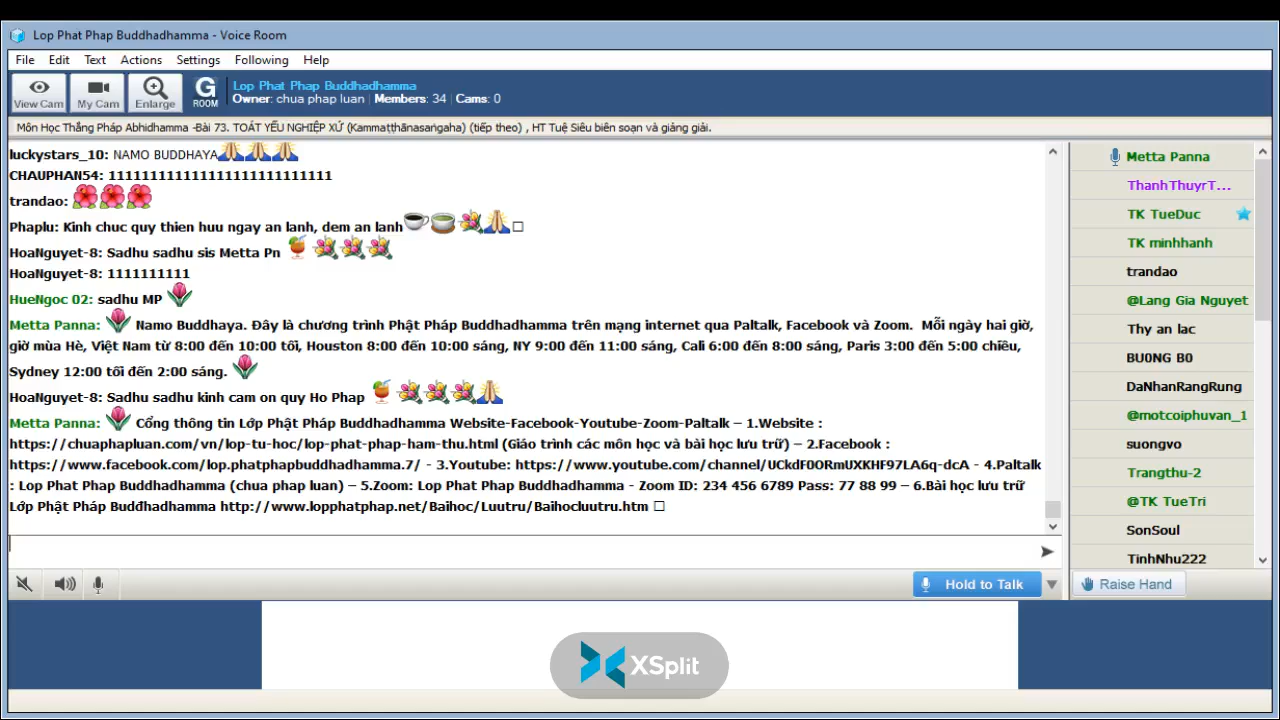 Lop Phat Phap Buddhadhamma - Voice Room
File Edit Text Actions Settings Following Help
View Cam My Cam Enlarge G ROOM
Lop Phat Phap Buddhadhamma
Owner: chua phap luan | Members: 34 | Cams: 0
Môn Học Thắng Pháp Abhidhamma -Bài 73. TOÁT YẾU NGHIỆP XỨ (Kammaṭṭhānasaṅgaha) (tiếp theo) , HT Tuệ Siêu biên soạn và giảng giải.
luckystars_10: NAMO BUDDHAYA🙏🙏🙏
CHAUPHAN54: 111111111111111111111111111
trandao: 🌺🌺🌺
Phaplu: Kinh chuc quy thien huu ngay an lanh, dem an lanh☕🍵💐🙏□
HoaNguyet-8: Sadhu sadhu sis Metta Pn 🍹💐💐💐
HoaNguyet-8: 1111111111
HueNgoc 02: sadhu MP 🌷
Metta Panna: 🌷 Namo Buddhaya. Đây là chương trình Phật Pháp Buddhadhamma trên mạng internet qua Paltalk, Facebook và Zoom. Mỗi ngày hai giờ,
giờ mùa Hè, Việt Nam từ 8:00 đến 10:00 tối, Houston 8:00 đến 10:00 sáng, NY 9:00 đến 11:00 sáng, Cali 6:00 đến 8:00 sáng, Paris 3:00 đến 5:00 chiều,
Sydney 12:00 tối đến 2:00 sáng. 🌷
HoaNguyet-8: Sadhu sadhu kinh cam on quy Ho Phap 🍹💐💐💐🙏
Metta Panna: 🌷 Cổng thông tin Lớp Phật Pháp Buddhadhamma Website-Facebook-Youtube-Zoom-Paltalk – 1.Website :
https://chuaphapluan.com/vn/lop-tu-hoc/lop-phat-phap-ham-thu.html (Giáo trình các môn học và bài học lưu trữ) – 2.Facebook :
https://www.facebook.com/lop.phatphapbuddhadhamma.7/ - 3.Youtube: https://www.youtube.com/channel/UCkdF0ORmUXKHF97LA6q-dcA - 4.Paltalk
: Lop Phat Phap Buddhadhamma (chua phap luan) – 5.Zoom: Lop Phat Phap Buddhadhamma - Zoom ID: 234 456 6789 Pass: 77 88 99 – 6.Bài học lưu trữ
Lớp Phật Pháp Buddhadhamma http://www.lopphatphap.net/Baihoc/Luutru/Baihocluutru.htm □
Metta Panna
ThanhThuyrT...
TK TueDuc
TK minhhanh
trandao
@Lang Gia Nguyet
Thy an lac
BU0NG B0
DaNhanRangRung
@motcoiphuvan_1
suongvo
Trangthu-2
@TK TueTri
SonSoul
TinhNhu222
Hold to Talk
Raise Hand
XSplit